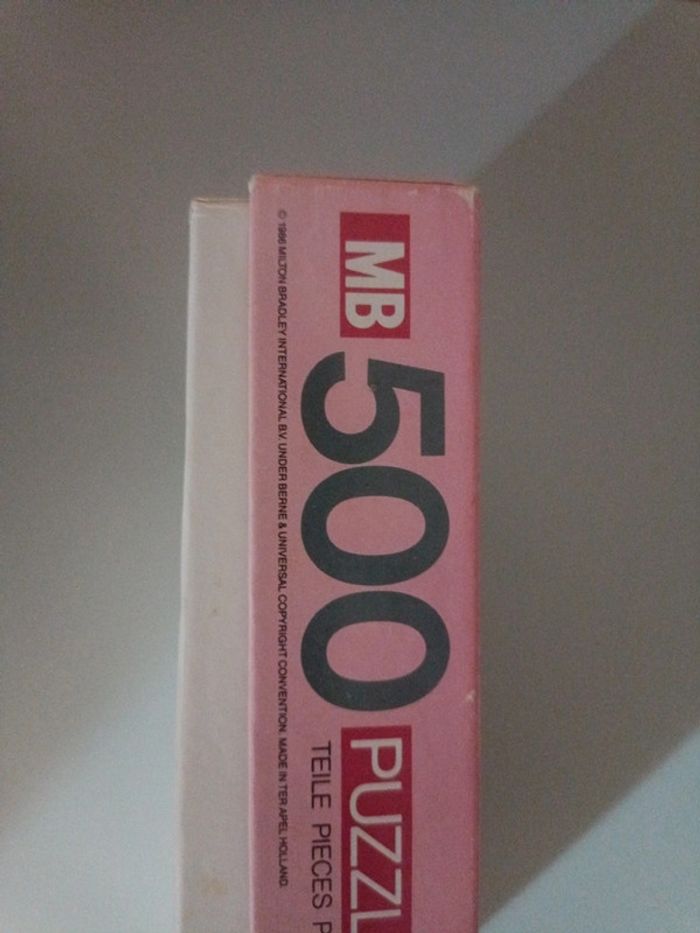 MB 500 PUZZL
TEILE PIECES P
© 1986 MILTON BRADLEY INTERNATIONAL B.V. UNDER BERNE & UNIVERSAL COPYRIGHT CONVENTION. MADE IN TER APEL HOLLAND.